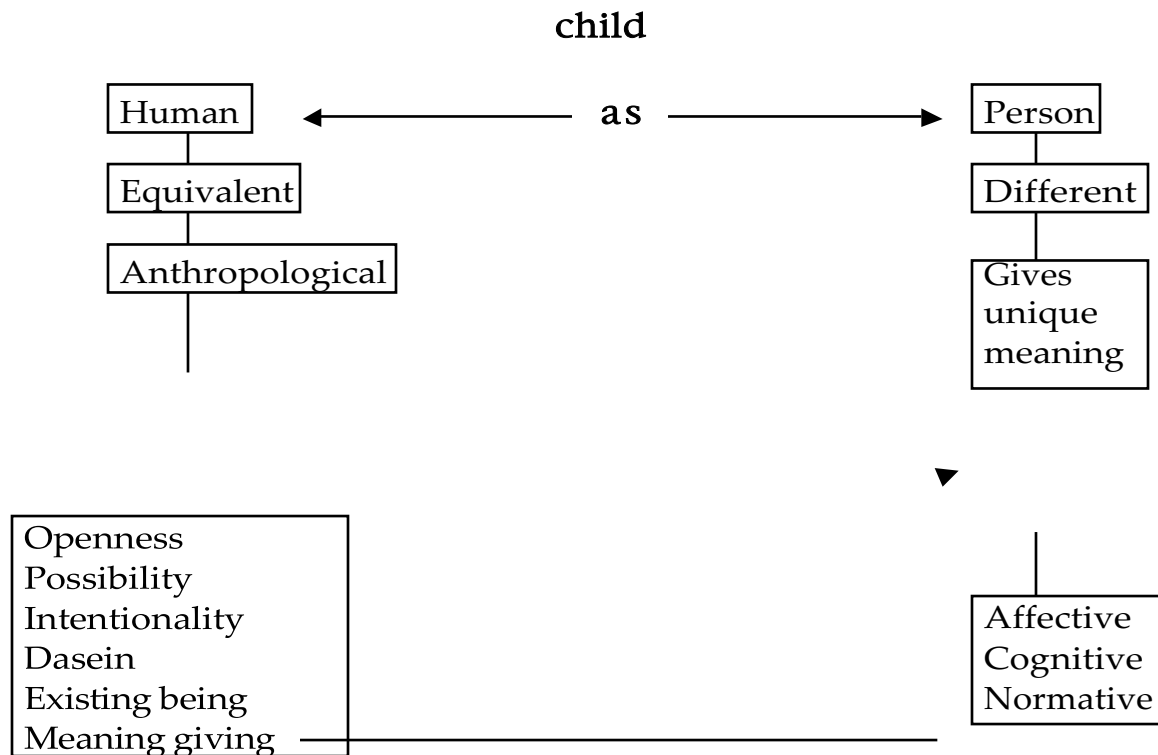 child
Human
as
Person
Equivalent
Different
Anthropological
Gives
unique
meaning
Openness
Possibility
Intentionality
Dasein
Existing being
Meaning giving
Affective
Cognitive
Normative